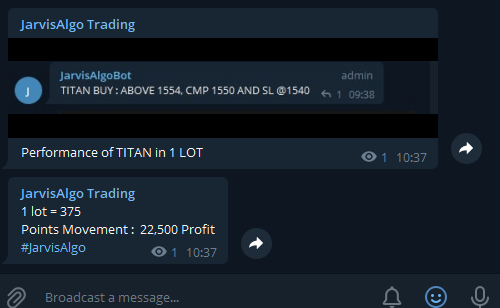 JarvisAlgo Trading
JarvisAlgoBot admin
J TITAN BUY : ABOVE 1554, CMP 1550 AND SL @1540 1 09:38
Performance of TITAN in 1 LOT
1 10:37
JarvisAlgo Trading
1 lot = 375
Points Movement : 22,500 Profit
#JarvisAlgo 1 10:37
Broadcast a message...